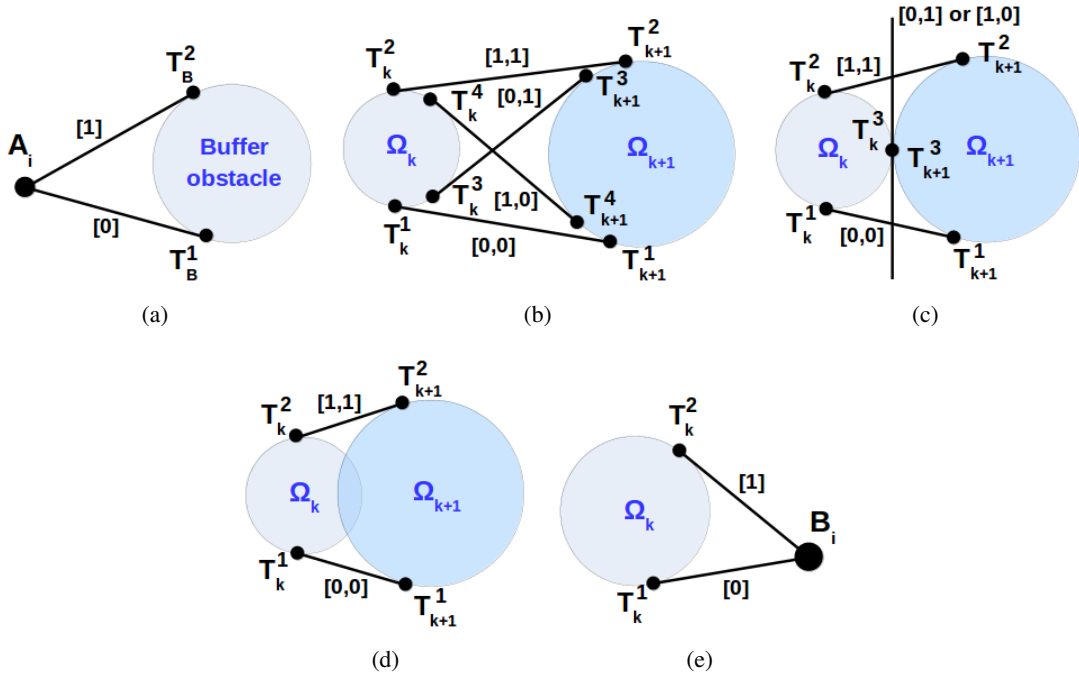 A_i
[1]
T_B^2
Buffer
obstacle
[0]
T_B^1
(a)
T_k^2
[1,1]
T_{k+1}^2
T_k^4
[0,1]
T_{k+1}^3
Ω_k
Ω_{k+1}
T_k^3
[1,0]
T_{k+1}^4
T_k^1
[0,0]
T_{k+1}^1
(b)
[0,1] or [1,0]
T_k^2
[1,1]
T_{k+1}^2
T_k^3
Ω_k
T_{k+1}^3
Ω_{k+1}
T_k^1
[0,0]
T_{k+1}^1
(c)
T_k^2
[1,1]
T_{k+1}^2
Ω_k
Ω_{k+1}
T_k^1
[0,0]
T_{k+1}^1
(d)
T_k^2
[1]
Ω_k
B_i
[0]
T_k^1
(e)